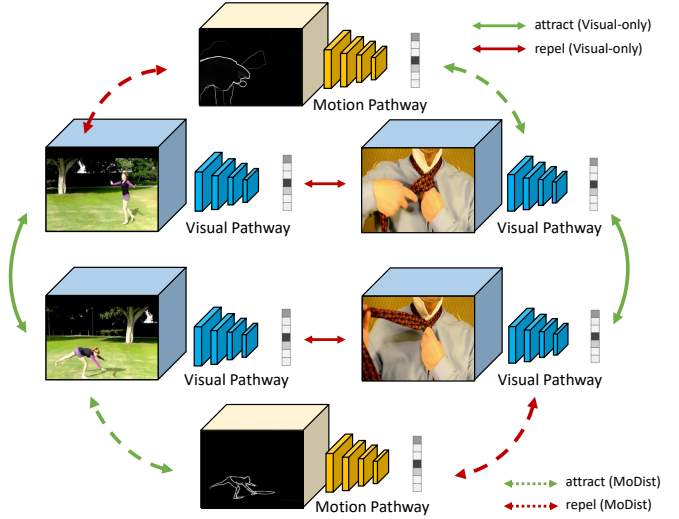 attract (Visual-only)
repel (Visual-only)
Motion Pathway
Visual Pathway
Visual Pathway
Visual Pathway
Visual Pathway
Motion Pathway
attract (MoDist)
repel (MoDist)